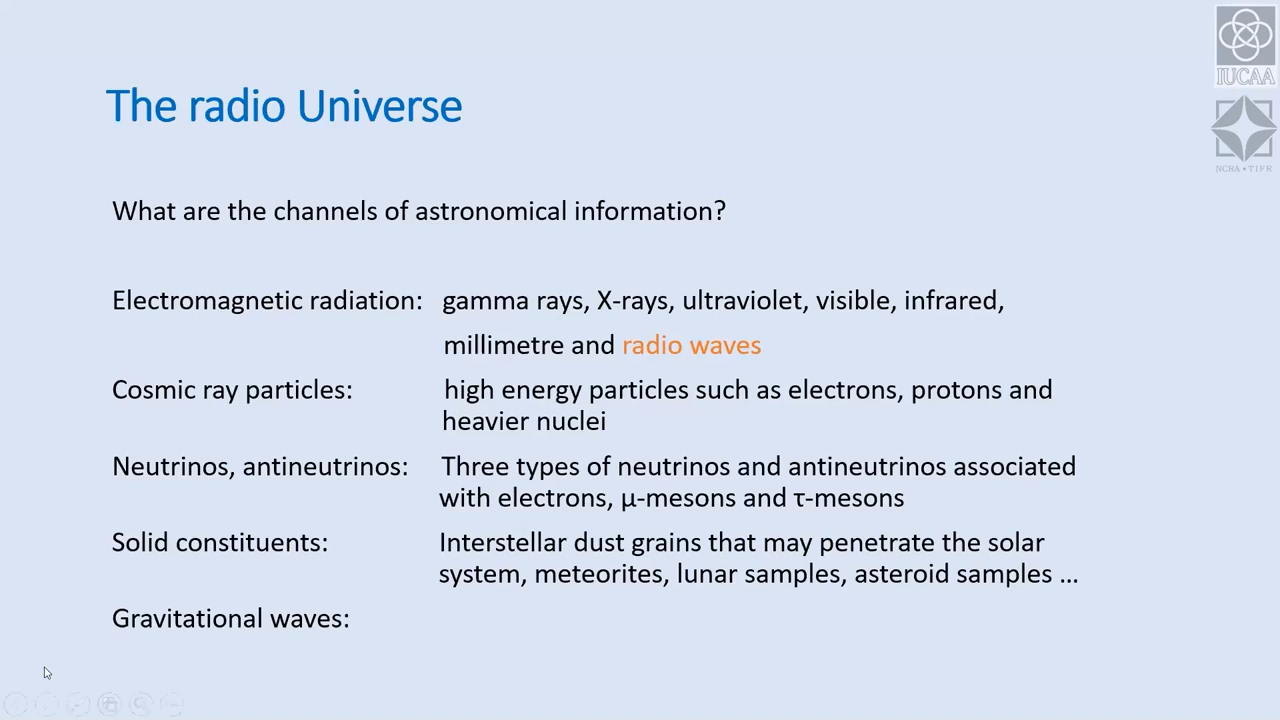 IUCAA
NCRA • TIFR
The radio Universe
What are the channels of astronomical information?
Electromagnetic radiation: gamma rays, X-rays, ultraviolet, visible, infrared,
millimetre and radio waves
Cosmic ray particles: high energy particles such as electrons, protons and
heavier nuclei
Neutrinos, antineutrinos: Three types of neutrinos and antineutrinos associated
with electrons, μ-mesons and τ-mesons
Solid constituents: Interstellar dust grains that may penetrate the solar
system, meteorites, lunar samples, asteroid samples ...
Gravitational waves: